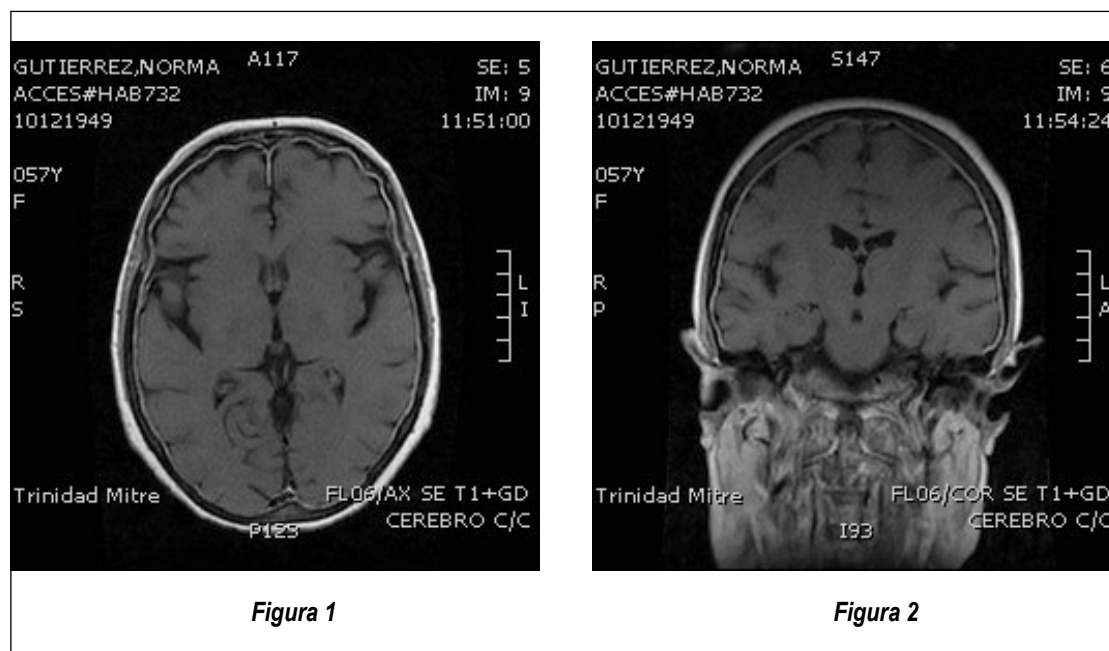 GUTIERREZ,NORMA
ACCES#HAB732
10121949
057Y
F
A117
SE: 5
IM: 9
11:51:00
R
S
L
I
Trinidad Mitre
FL06/AX SE T1+GD
CEREBRO C/C
P123
Figura 1
GUTIERREZ,NORMA
ACCES#HAB732
10121949
057Y
F
S147
SE: 6
IM: 9
11:54:24
R
P
L
A
Trinidad Mitre
FL06/COR SE T1+GD
CEREBRO C/C
I93
Figura 2